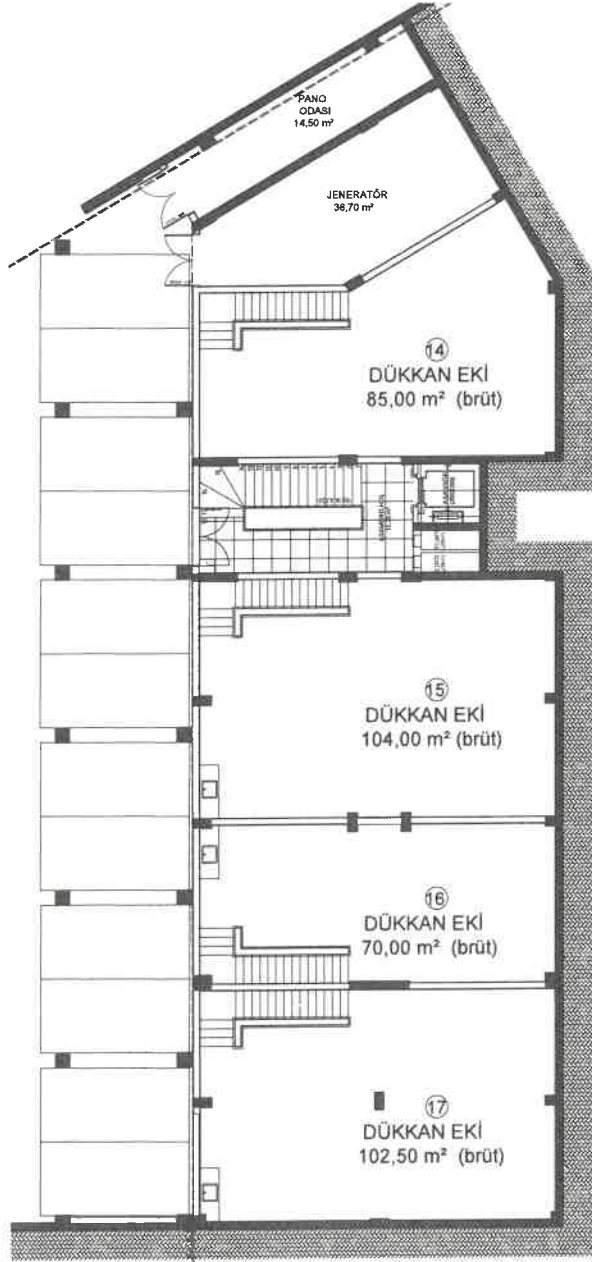 PANO
ODASI
14,50 m²
JENERATÖR
36,70 m²
14
DÜKKAN EKİ
85,00 m² (brüt)
15
DÜKKAN EKİ
104,00 m² (brüt)
16
DÜKKAN EKİ
70,00 m² (brüt)
17
DÜKKAN EKİ
102,50 m² (brüt)